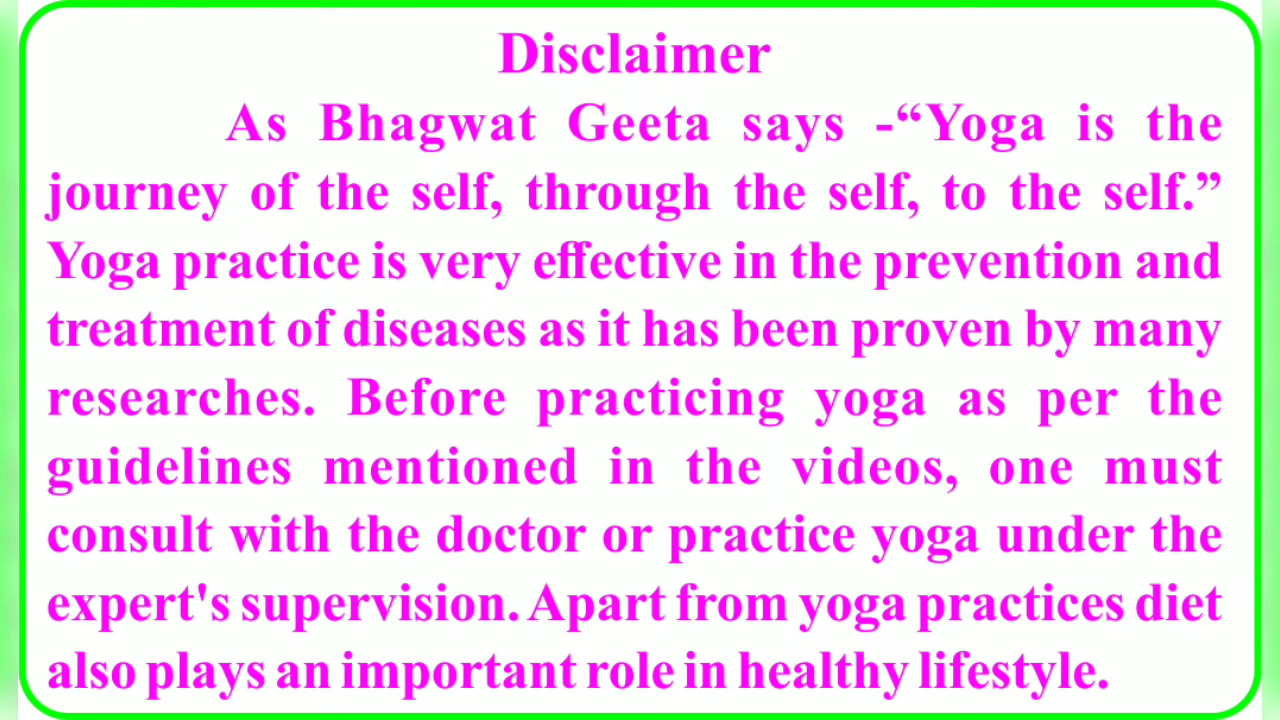 Disclaimer
As Bhagwat Geeta says -“Yoga is the
journey of the self, through the self, to the self.”
Yoga practice is very effective in the prevention and
treatment of diseases as it has been proven by many
researches. Before practicing yoga as per the
guidelines mentioned in the videos, one must
consult with the doctor or practice yoga under the
expert's supervision. Apart from yoga practices diet
also plays an important role in healthy lifestyle.